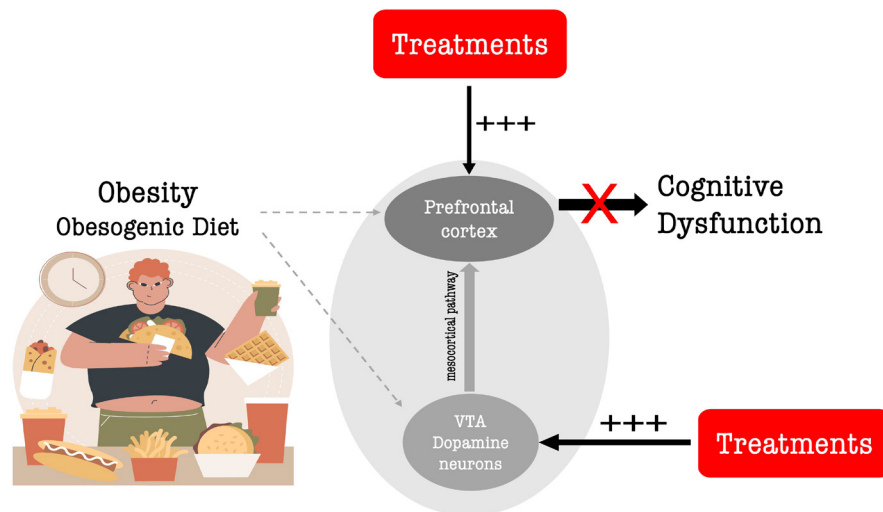 Treatments
+++
Obesity
Obesogenic Diet
Prefrontal
cortex
X
Cognitive
Dysfunction
mesocortical pathway
VTA
Dopamine
neurons
+++
Treatments